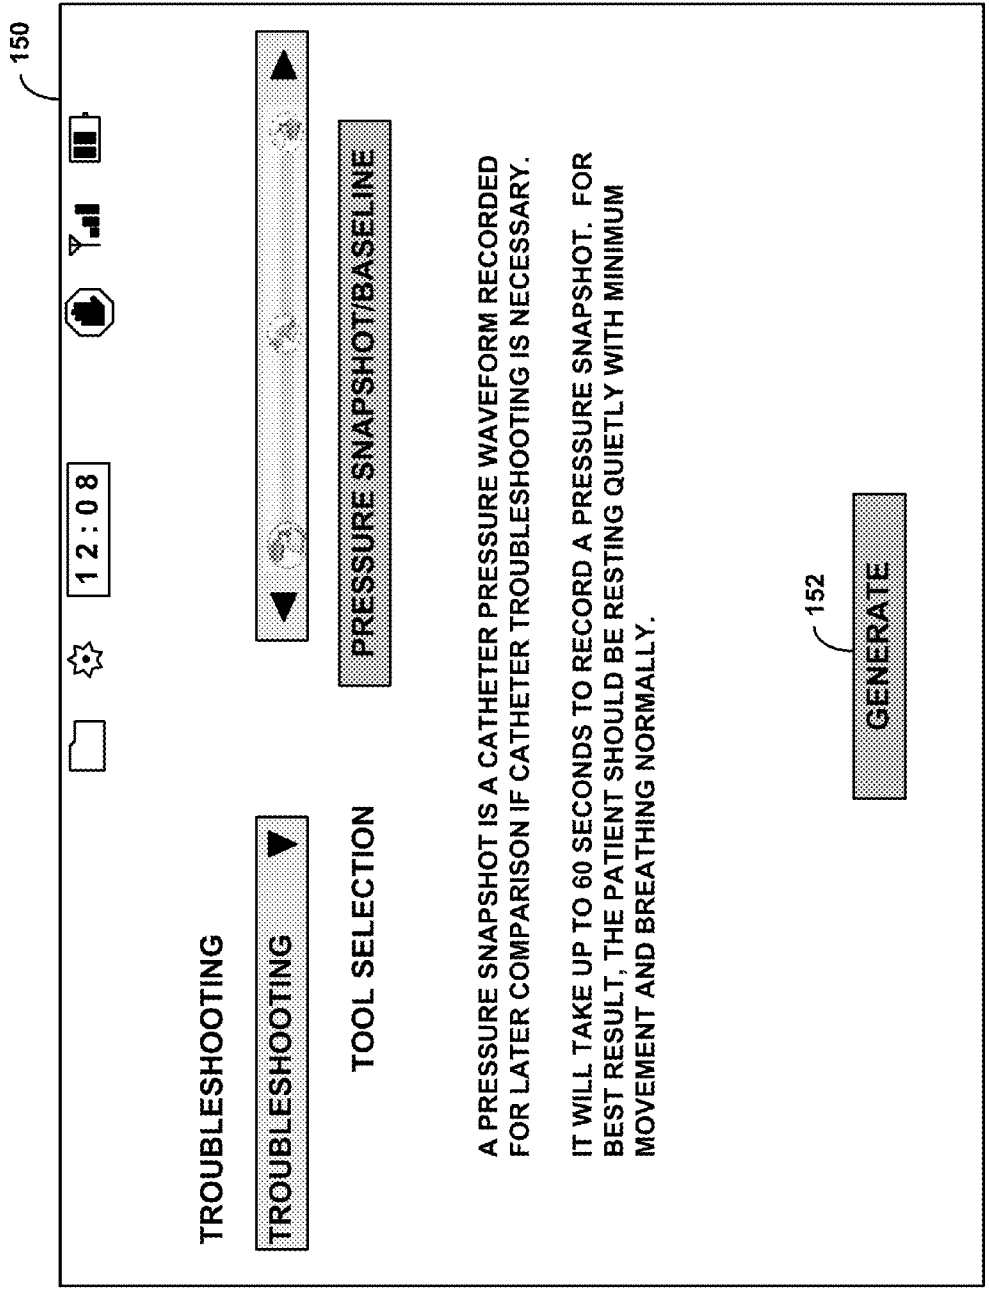 150
12:08
TROUBLESHOOTING
TROUBLESHOOTING
TOOL SELECTION
PRESSURE SNAPSHOT/BASELINE
A PRESSURE SNAPSHOT IS A CATHETER PRESSURE WAVEFORM RECORDED
FOR LATER COMPARISON IF CATHETER TROUBLESHOOTING IS NECESSARY.
IT WILL TAKE UP TO 60 SECONDS TO RECORD A PRESSURE SNAPSHOT. FOR
BEST RESULT, THE PATIENT SHOULD BE RESTING QUIETLY WITH MINIMUM
MOVEMENT AND BREATHING NORMALLY.
152
GENERATE